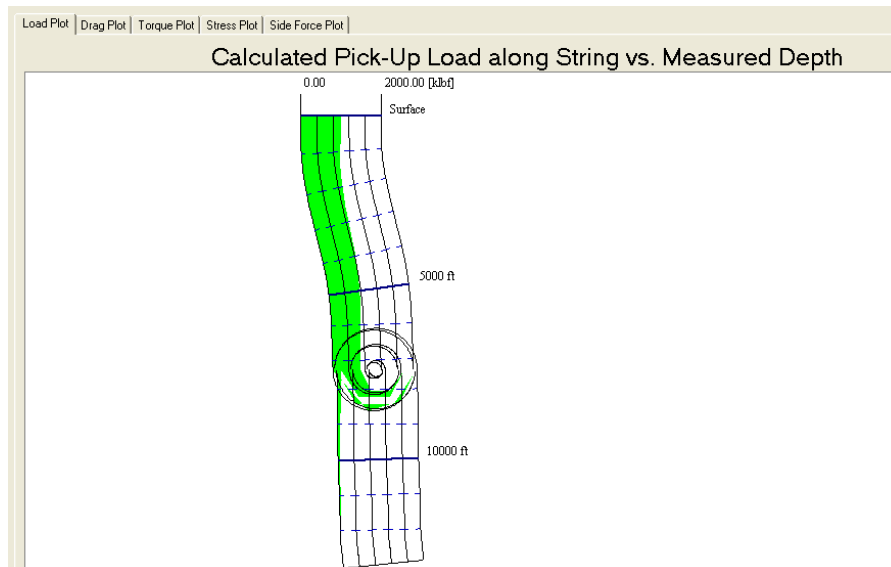 Load Plot Drag Plot Torque Plot Stress Plot Side Force Plot
Calculated Pick-Up Load along String vs. Measured Depth
0.00 2000.00 [klbf]
Surface
5000 ft
10000 ft